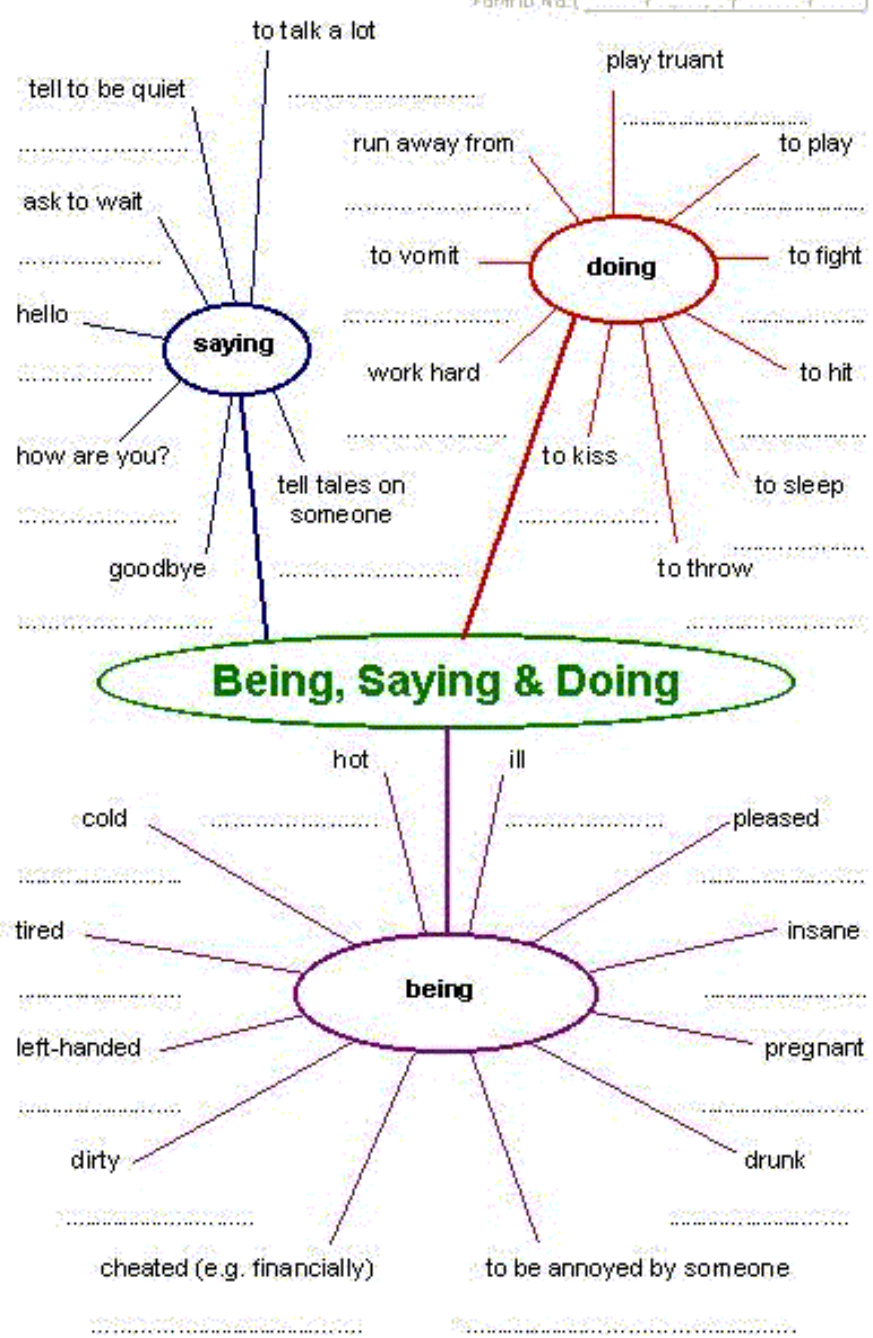 to talk a lot
play truant
tell to be quiet
run away from
to play
ask to wait
to vomit
doing
to fight
hello
saying
work hard
to hit
how are you?
to kiss
tell tales on
someone
to sleep
goodbye
to throw
Being, Saying & Doing
hot
ill
cold
pleased
tired
insane
being
left-handed
pregnant
dirty
drunk
cheated (e.g. financially)
to be annoyed by someone